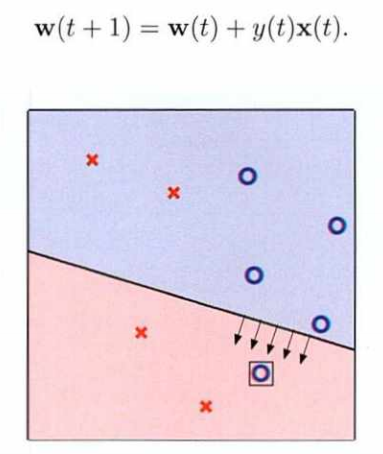 w(t + 1) = w(t) + y(t)x(t).